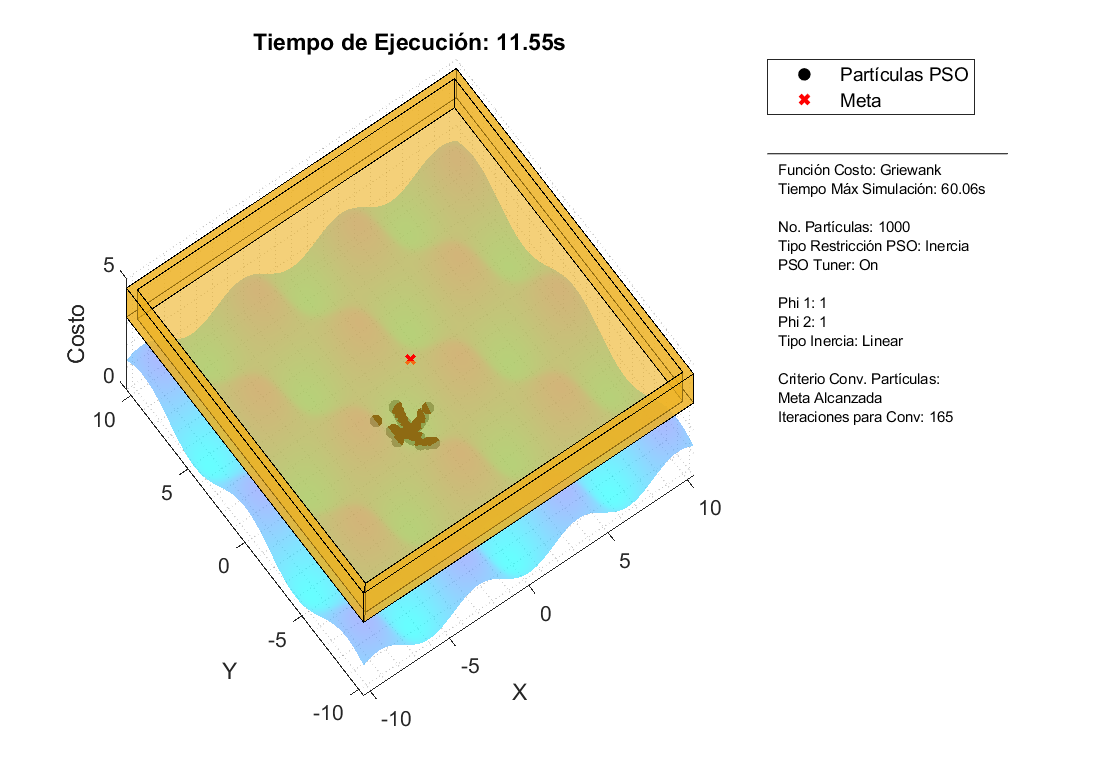 Tiempo de Ejecución: 11.55s
Partículas PSO
Meta
Función Costo: Griewank
Tiempo Máx Simulación: 60.06s
No. Partículas: 1000
Tipo Restricción PSO: Inercia
PSO Tuner: On
Phi 1: 1
Phi 2: 1
Tipo Inercia: Linear
Criterio Conv. Partículas:
Meta Alcanzada
Iteraciones para Conv: 165
Costo
5
0
10
5
0
-5
-10
Y
-10
-5
0
5
10
X